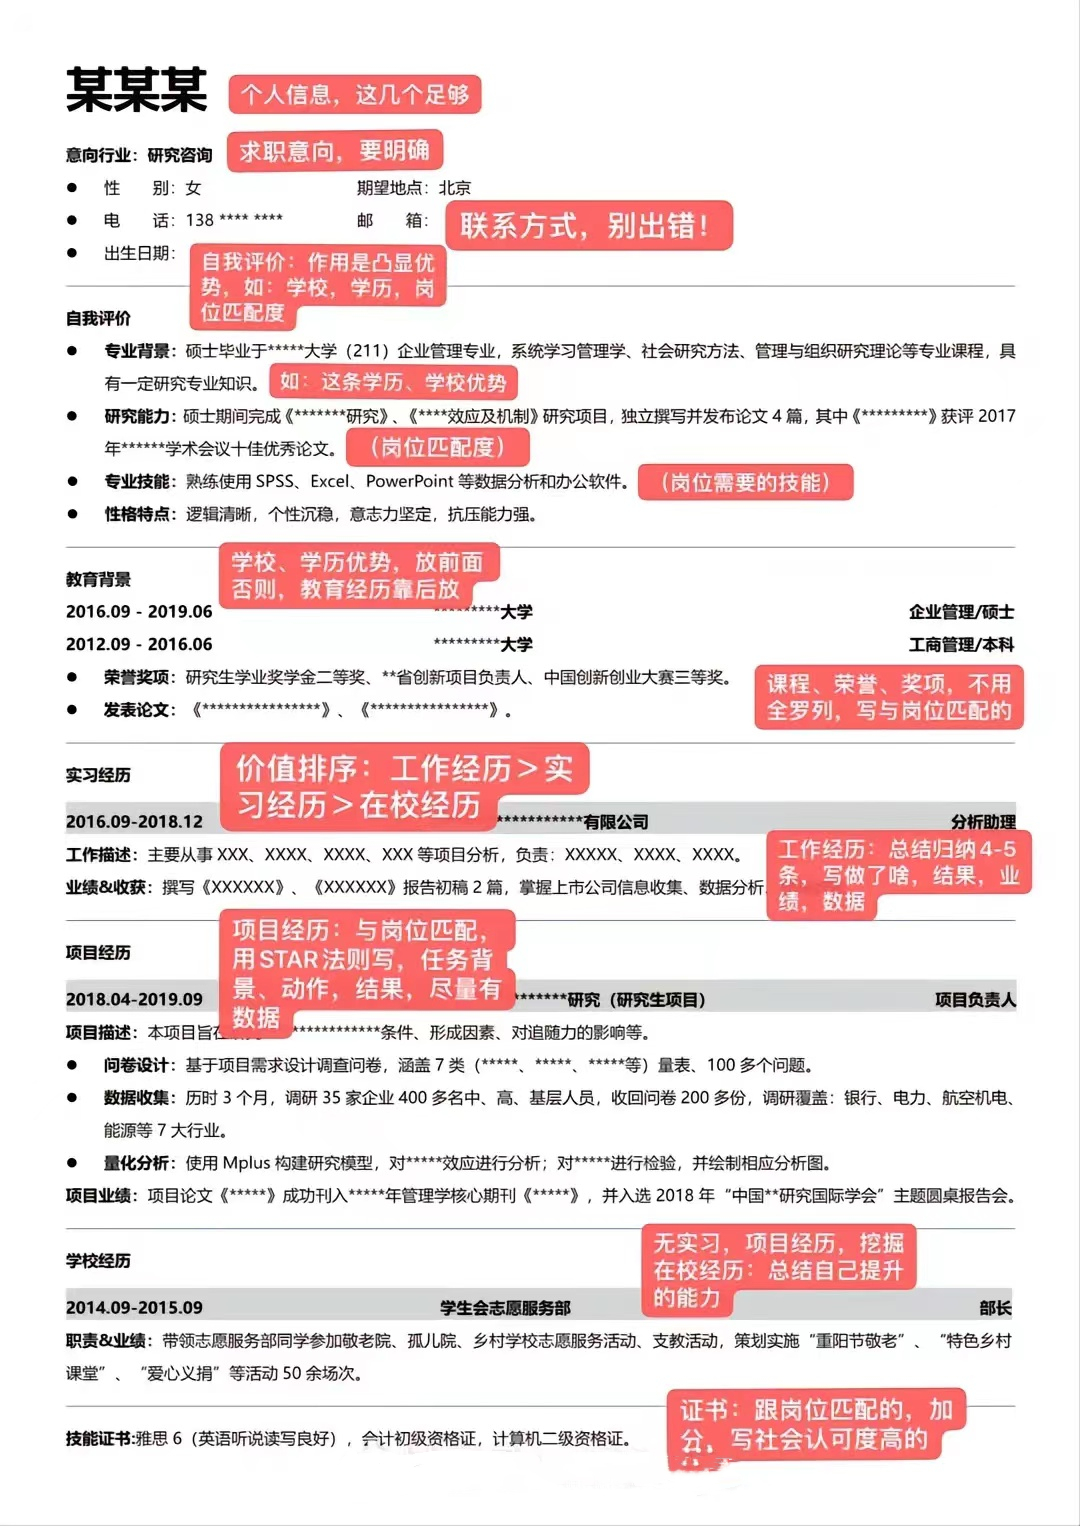 某某某
个人信息，这几个足够
意向行业：研究咨询
求职意向，要明确
● 性 别：女 期望地点：北京
● 电 话：138 **** **** 邮 箱：
联系方式，别出错！
● 出生日期：
自我评价：作用是凸显优
势，如：学校，学历，岗
位匹配度
自我评价
● 专业背景：硕士毕业于*****大学（211）企业管理专业，系统学习管理学、社会研究方法、管理与组织研究理论等专业课程，具
有一定研究专业知识。
如：这条学历、学校优势
● 研究能力：硕士期间完成《*******研究》、《****效应及机制》研究项目，独立撰写并发布论文 4 篇，其中《*********》获评 2017
年******学术会议十佳优秀论文。
（岗位匹配度）
● 专业技能：熟练使用 SPSS、Excel、PowerPoint 等数据分析和办公软件。
（岗位需要的技能）
● 性格特点：逻辑清晰，个性沉稳，意志力坚定，抗压能力强。
学校、学历优势，放前面
否则，教育经历靠后放
教育背景
2016.09 - 2019.06 *********大学 企业管理/硕士
2012.09 - 2016.06 *********大学 工商管理/本科
● 荣誉奖项：研究生学业奖学金二等奖、**省创新项目负责人、中国创新创业大赛三等奖。
● 发表论文：《****************》、《****************》。
课程、荣誉、奖项，不用
全罗列，写与岗位匹配的
价值排序：工作经历＞实
习经历＞在校经历
实习经历
2016.09-2018.12 ***********有限公司 分析助理
工作描述：主要从事 XXX、XXXX、XXXX、XXX 等项目分析，负责：XXXXX、XXXX、XXXX。
业绩&收获：撰写《XXXXXX》、《XXXXXX》报告初稿 2 篇，掌握上市公司信息收集、数据分析
工作经历：总结归纳4-5
条，写做了啥，结果，业
绩，数据
项目经历：与岗位匹配，
用STAR法则写，任务背
景、动作，结果，尽量有
数据
项目经历
2018.04-2019.09 *******研究（研究生项目） 项目负责人
项目描述：本项目旨在 ************条件、形成因素、对追随力的影响等。
● 问卷设计：基于项目需求设计调查问卷，涵盖 7 类（*****、*****、*****等）量表、100 多个问题。
● 数据收集：历时 3 个月，调研 35 家企业 400 多名中、高、基层人员，收回问卷 200 多份，调研覆盖：银行、电力、航空机电、
能源等 7 大行业。
● 量化分析：使用 Mplus 构建研究模型，对*****效应进行分析；对*****进行检验，并绘制相应分析图。
项目业绩：项目论文《*****》成功刊入*****年管理学核心期刊《*****》，并入选 2018 年“中国**研究国际学会”主题圆桌报告会。
无实习，项目经历，挖掘
在校经历：总结自己提升
的能力
学校经历
2014.09-2015.09 学生会志愿服务部 部长
职责&业绩：带领志愿服务部同学参加敬老院、孤儿院、乡村学校志愿服务活动、支教活动，策划实施“重阳节敬老”、“特色乡村
课堂”、“爱心义捐”等活动 50 余场次。
证书：跟岗位匹配的，加
分，写社会认可度高的
技能证书:雅思 6（英语听说读写良好），会计初级资格证，计算机二级资格证。